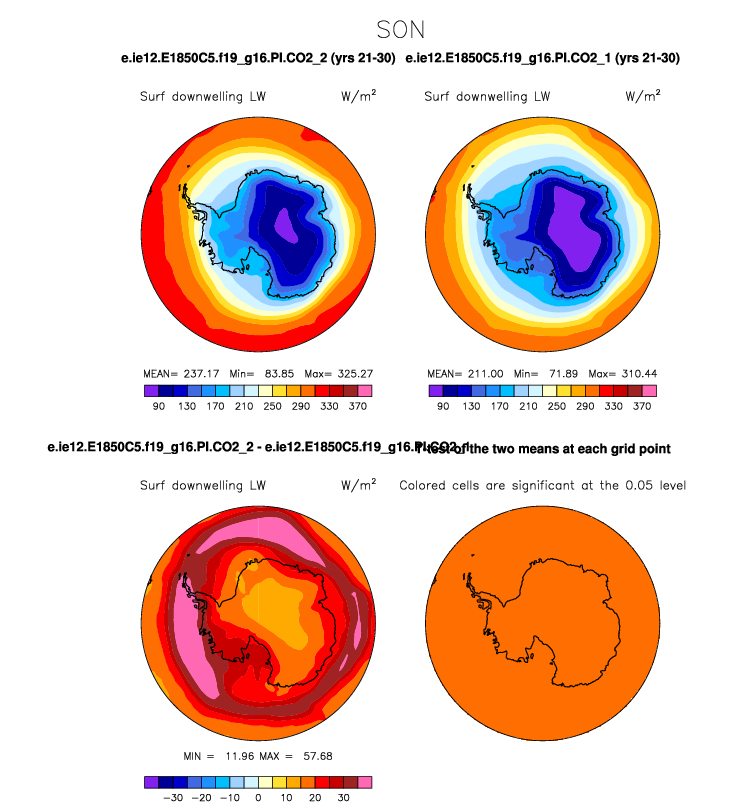 SON
e.ie12.E1850C5.f19_g16.PI.CO2_2 (yrs 21-30) e.ie12.E1850C5.f19_g16.PI.CO2_1 (yrs 21-30)
Surf downwelling LW W/m² Surf downwelling LW W/m²
MEAN= 237.17 Min= 83.85 Max= 325.27 MEAN= 211.00 Min= 71.89 Max= 310.44
90 130 170 210 250 290 330 370 90 130 170 210 250 290 330 370
e.ie12.E1850C5.f19_g16.PI.CO2_2 - e.ie12.E1850C5.f19_g16.PI.CO2_1 T-test of the two means at each grid point
Surf downwelling LW W/m² Colored cells are significant at the 0.05 level
MIN = 11.96 MAX = 57.68
-30 -20 -10 0 10 20 30